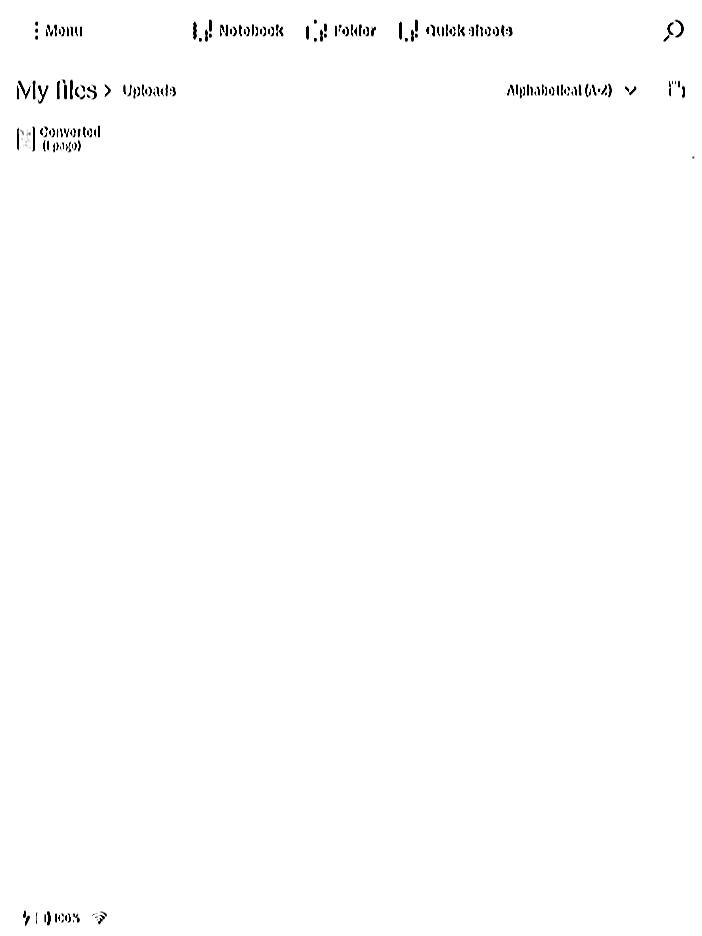 Menu Notebook Folder Quick sheets
My files > Uploads Alphabetical (A-Z)
Converted
(1 page)
100%